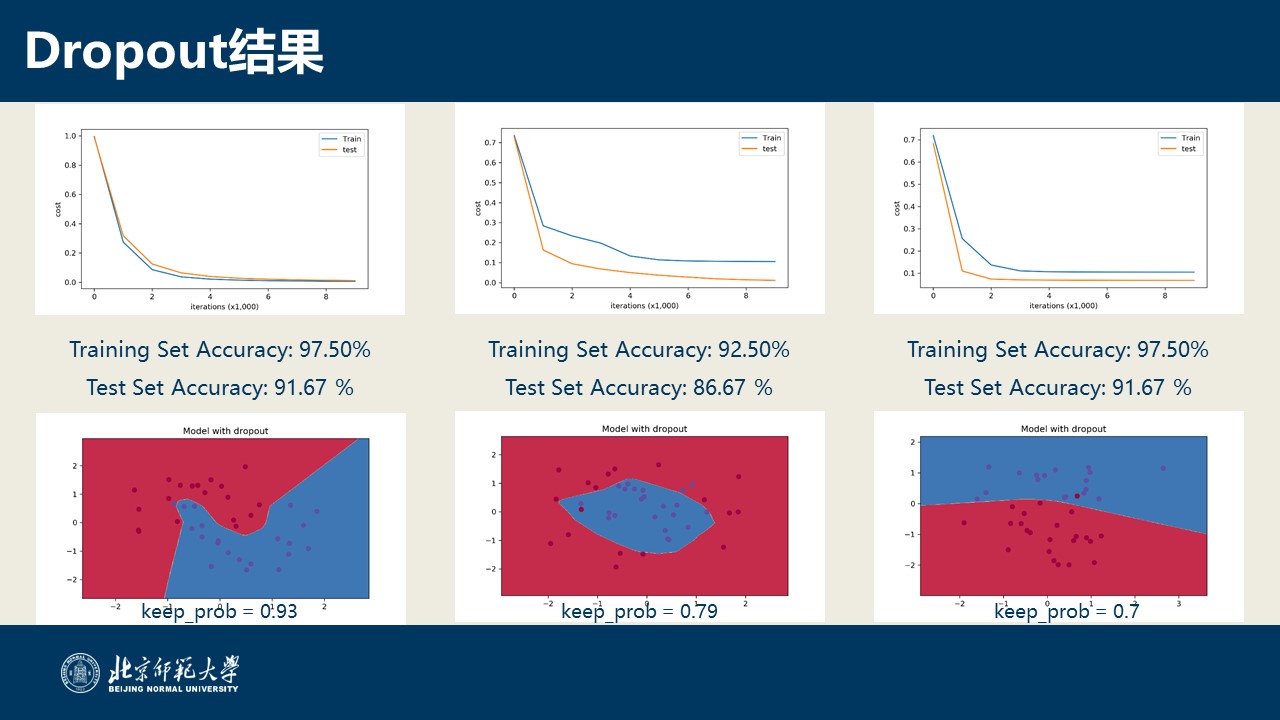 Dropout结果
1.0
0.8
0.6
0.4
0.2
0.0
cost
0 2 4 6 8
iterations (x1,000)
Train
test
0.7
0.6
0.5
0.4
0.3
0.2
0.1
0.0
cost
0 2 4 6 8
iterations (x1,000)
Train
test
0.7
0.6
0.5
0.4
0.3
0.2
0.1
cost
0 2 4 6 8
iterations (x1,000)
Train
test
Training Set Accuracy: 97.50%
Test Set Accuracy: 91.67 %
Training Set Accuracy: 92.50%
Test Set Accuracy: 86.67 %
Training Set Accuracy: 97.50%
Test Set Accuracy: 91.67 %
Model with dropout
2
1
0
−1
−2
−2 −1 0 1 2
keep_prob = 0.93
Model with dropout
2
1
0
−1
−2
−2 −1 0 1 2
keep_prob = 0.79
Model with dropout
2
1
0
−1
−2
−2 −1 0 1 2 3
keep_prob = 0.7
北京师范大学
BEIJING NORMAL UNIVERSITY